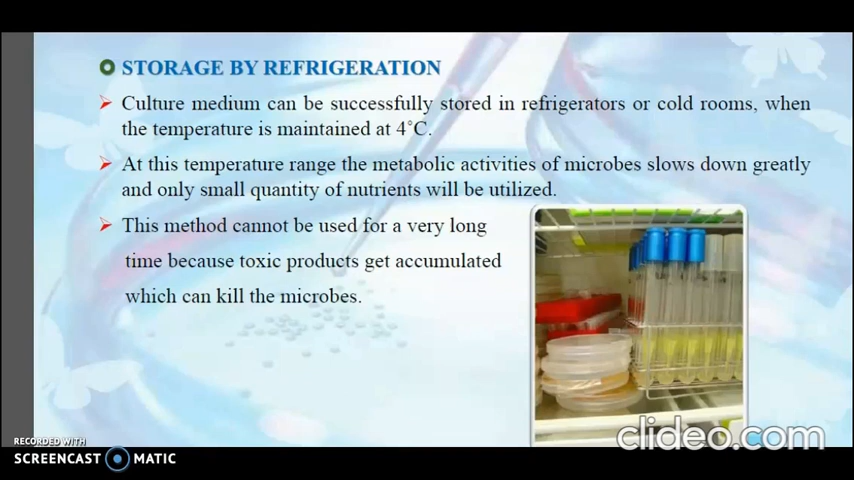 STORAGE BY REFRIGERATION
Culture medium can be successfully stored in refrigerators or cold rooms, when
the temperature is maintained at 4˚C.
At this temperature range the metabolic activities of microbes slows down greatly
and only small quantity of nutrients will be utilized.
This method cannot be used for a very long
time because toxic products get accumulated
which can kill the microbes.
clideo.com
RECORDED WITH
SCREENCAST MATIC